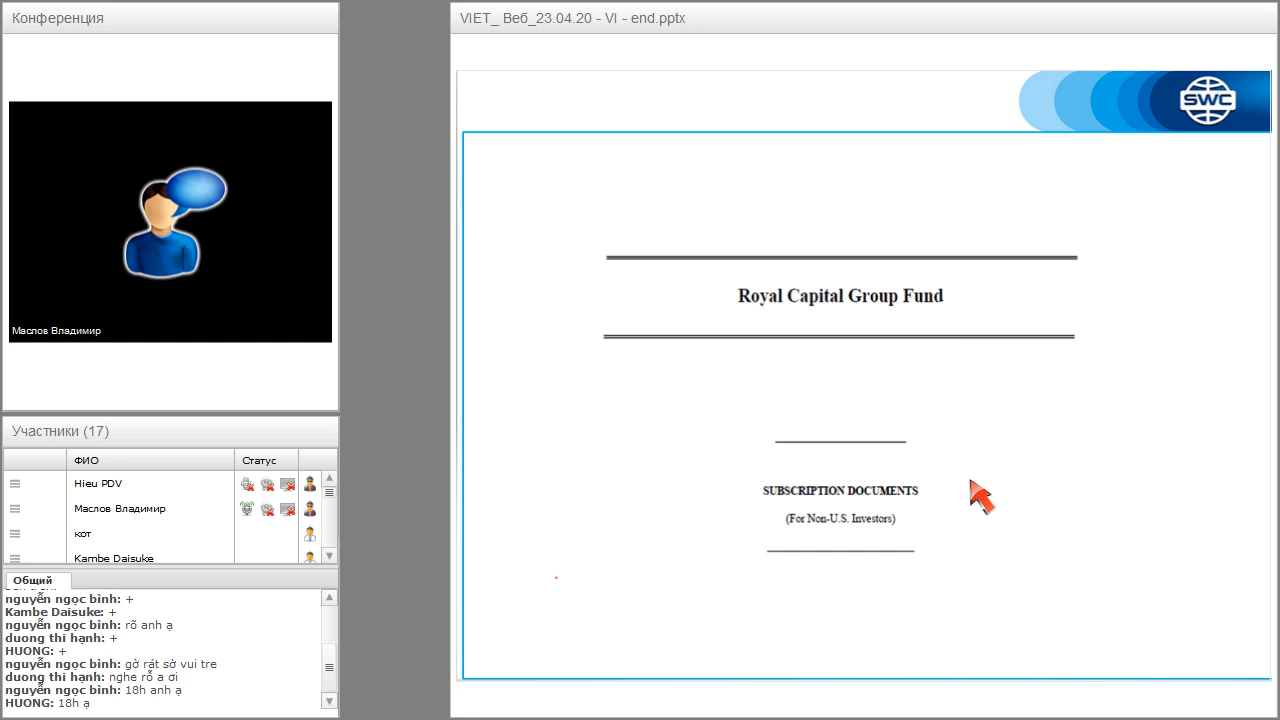 Конференция
Маслов Владимир
Участники (17)
ФИО Статус
Hieu PDV
Маслов Владимир
кот
Kambe Daisuke
Общий
nguyễn ngọc bình: +
Kambe Daisuke: +
nguyễn ngọc bình: rõ anh ạ
duong thi hạnh: +
HUONG: +
nguyễn ngọc bình: gờ rát sờ vui tre
duong thi hạnh: nghe rỗ a ơi
nguyễn ngọc bình: 18h anh ạ
HUONG: 18h ạ
VIET_ Веб_23.04.20 - VI - end.pptx
SWC
Royal Capital Group Fund
SUBSCRIPTION DOCUMENTS
(For Non-U.S. Investors)